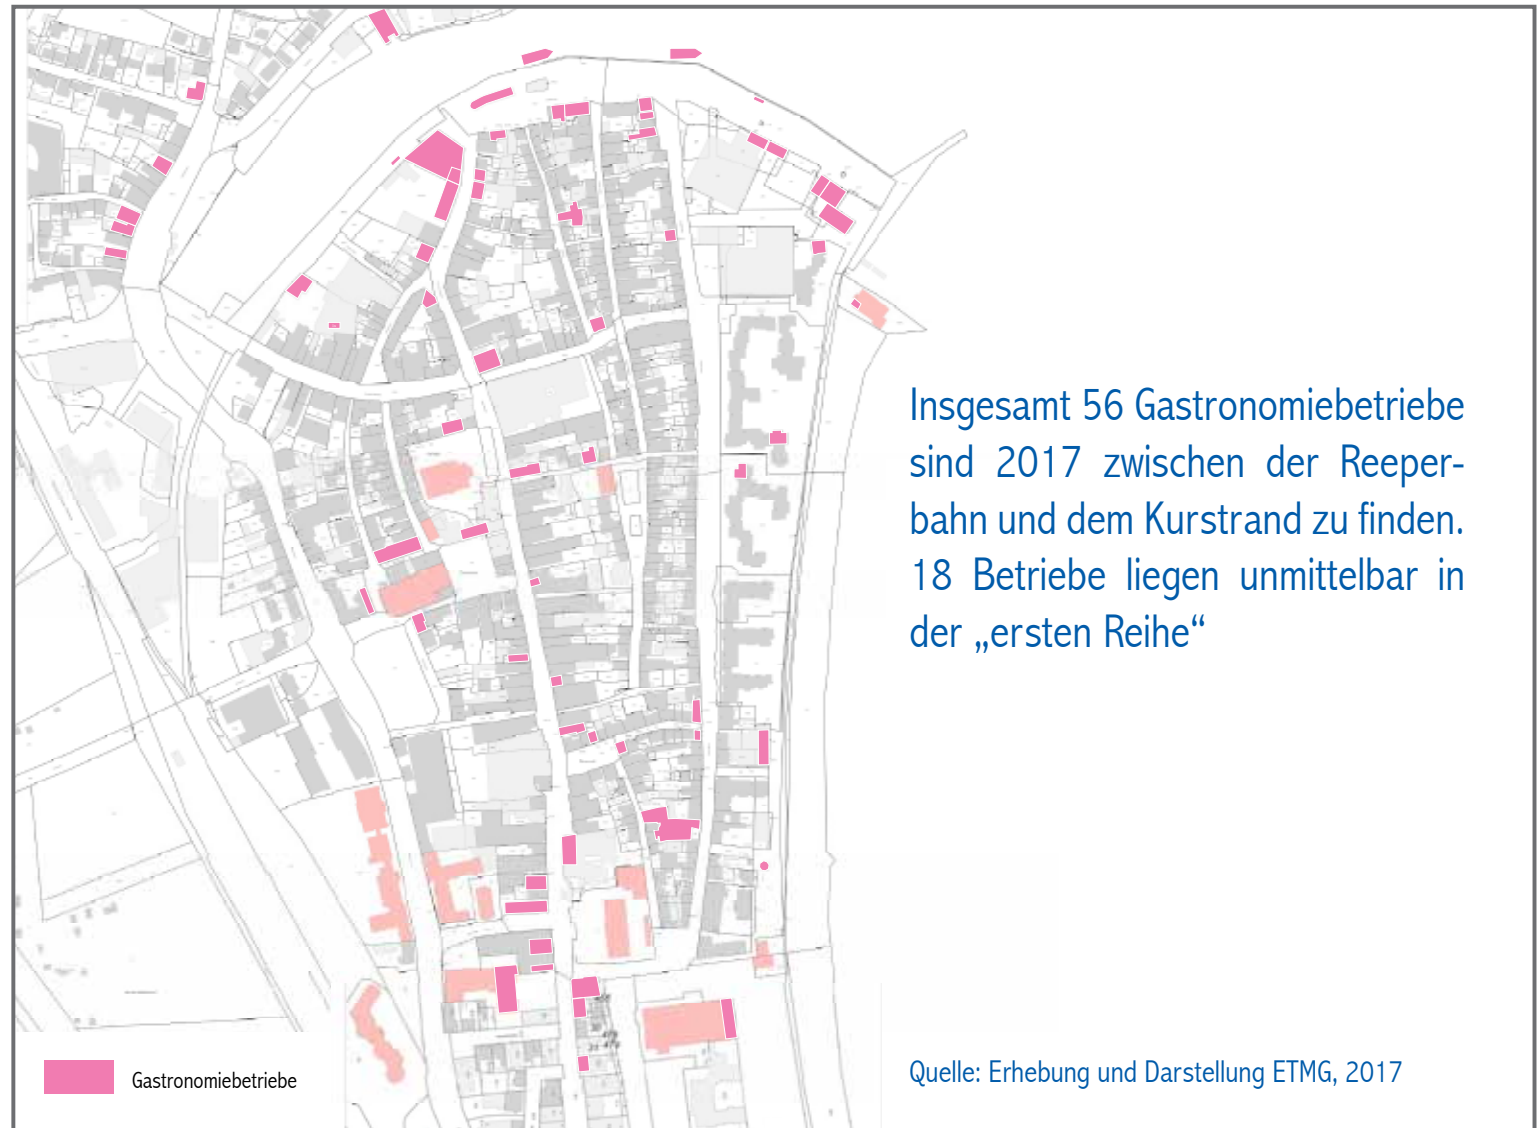 Insgesamt 56 Gastronomiebetriebe
sind 2017 zwischen der Reeper-
bahn und dem Kurstrand zu finden.
18 Betriebe liegen unmittelbar in
der „ersten Reihe“
Gastronomiebetriebe
Quelle: Erhebung und Darstellung ETMG, 2017